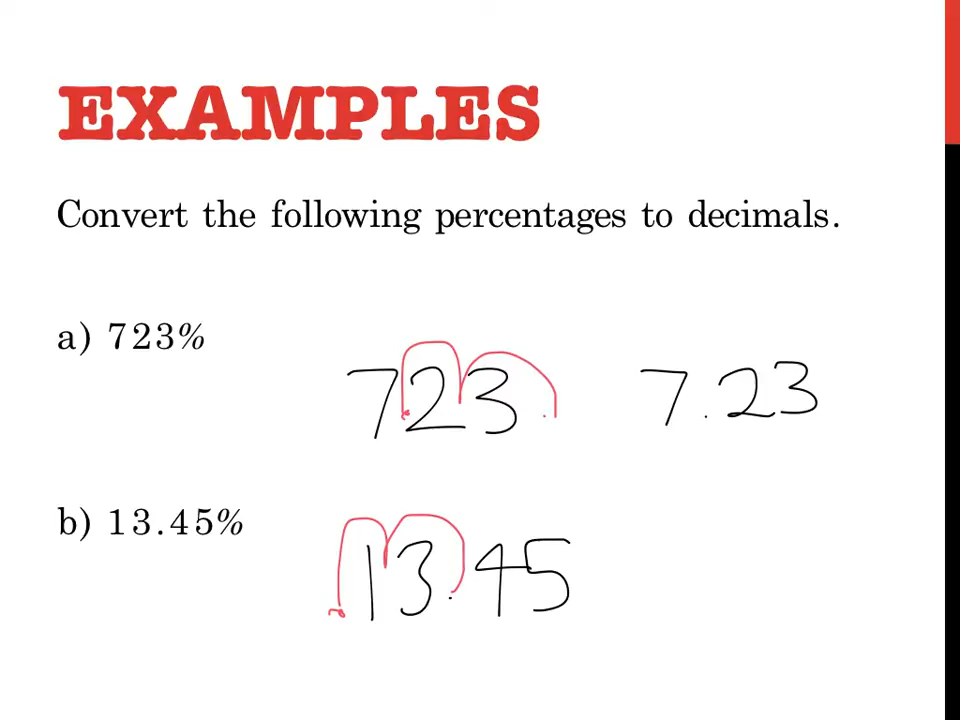 EXAMPLES
Convert the following percentages to decimals.
a) 723%
723. 7.23
b) 13.45%
.13.45